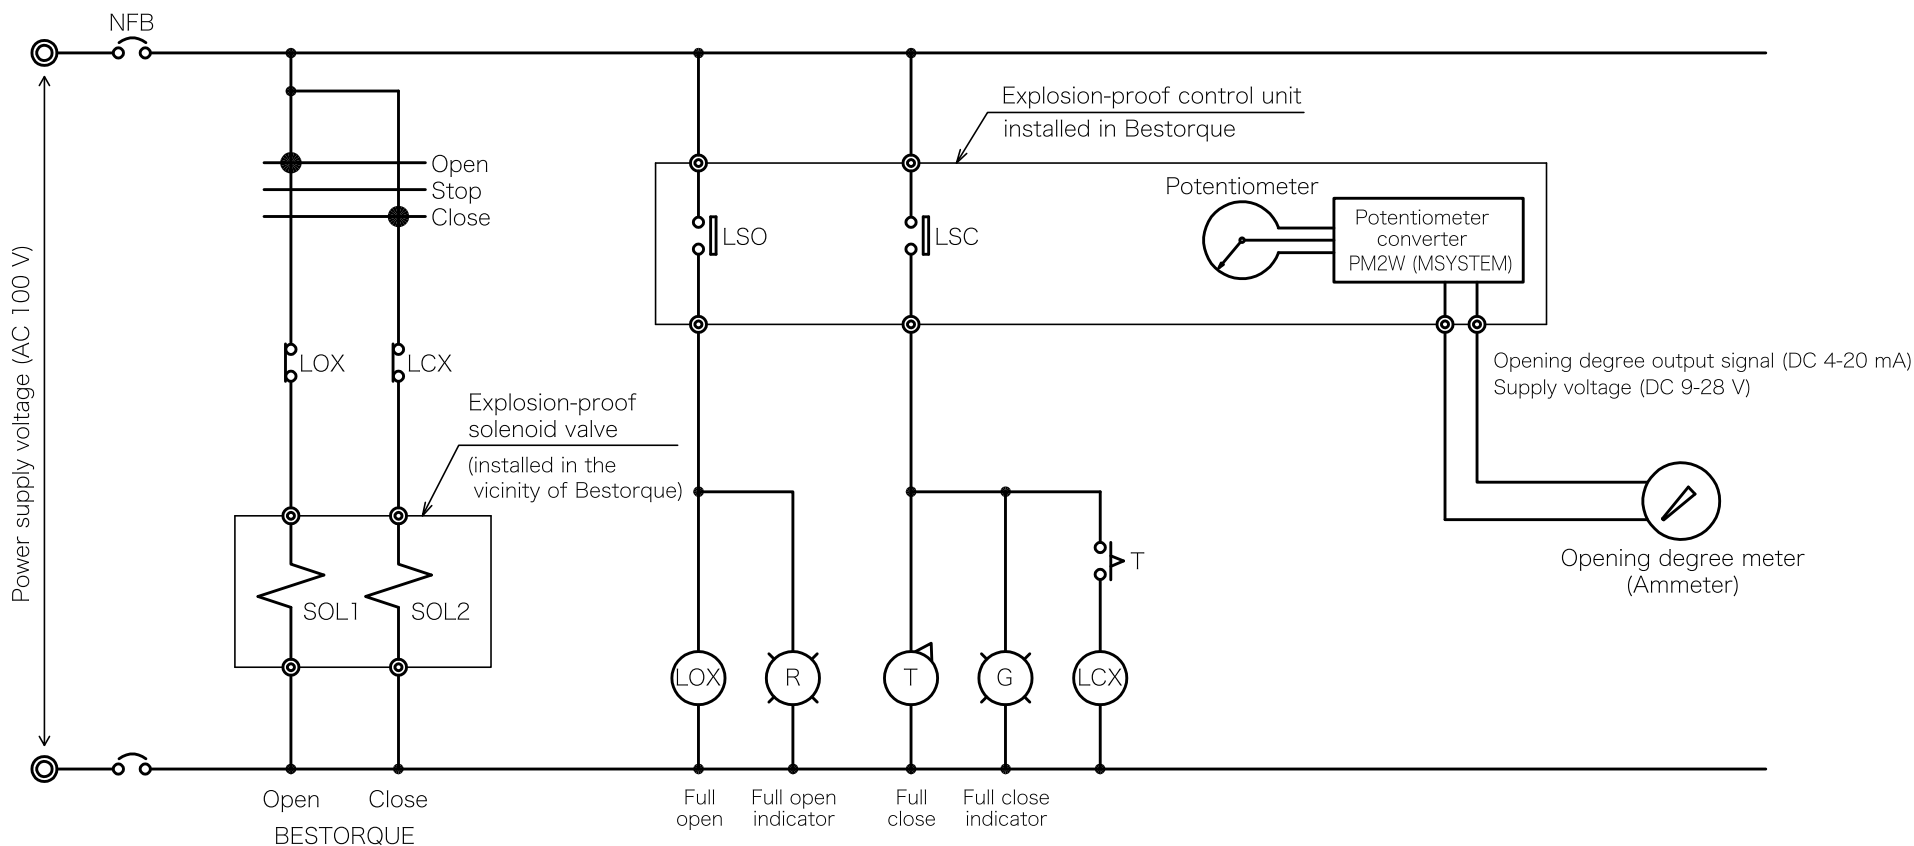 NFB
Power supply voltage (AC 100 V)
Open
Stop
Close
LOX
LCX
Explosion-proof
solenoid valve
(installed in the
vicinity of Bestorque)
SOL1
SOL2
Explosion-proof control unit
installed in Bestorque
LSO
LSC
Potentiometer
Potentiometer
converter
PM2W (MSYSTEM)
Opening degree output signal (DC 4-20 mA)
Supply voltage (DC 9-28 V)
Opening degree meter
(Ammeter)
T
LOX
R
T
G
LCX
Open
Close
BESTORQUE
Full
open
Full open
indicator
Full
close
Full close
indicator